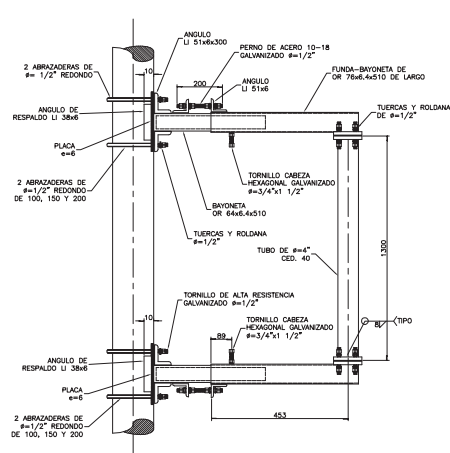 ANGULO
LI 51x6x300
PERNO DE ACERO 10-18
GALVANIZADO ø=1/2"
2 ABRAZADERAS DE
ø= 1/2" REDONDO
10
200
ANGULO
LI 51x6
FUNDA-BAYONETA DE
OR 76x6.4x510 DE LARGO
TUERCAS Y ROLDANA
DE ø=1/2"
ANGULO DE
RESPALDO LI 38x6
PLACA
e=6
2 ABRAZADERAS DE
ø=1/2" REDONDO
DE 100, 150 Y 200
TORNILLO CABEZA
HEXAGONAL GALVANIZADO
ø=3/4"x1 1/2"
BAYONETA
OR 64x6.4x510
TUERCAS Y ROLDANA
ø=1/2"
TUBO DE ø=4"
CED. 40
1300
10
TORNILLO DE ALTA RESISTENCIA
GALVANIZADO ø=1/2"
TORNILLO CABEZA
HEXAGONAL GALVANIZADO
ø=3/4"x1 1/2"
89
8
TIPO
ANGULO DE
RESPALDO LI 38x6
PLACA
e=6
2 ABRAZADERAS DE
ø=1/2" REDONDO
DE 100, 150 Y 200
453